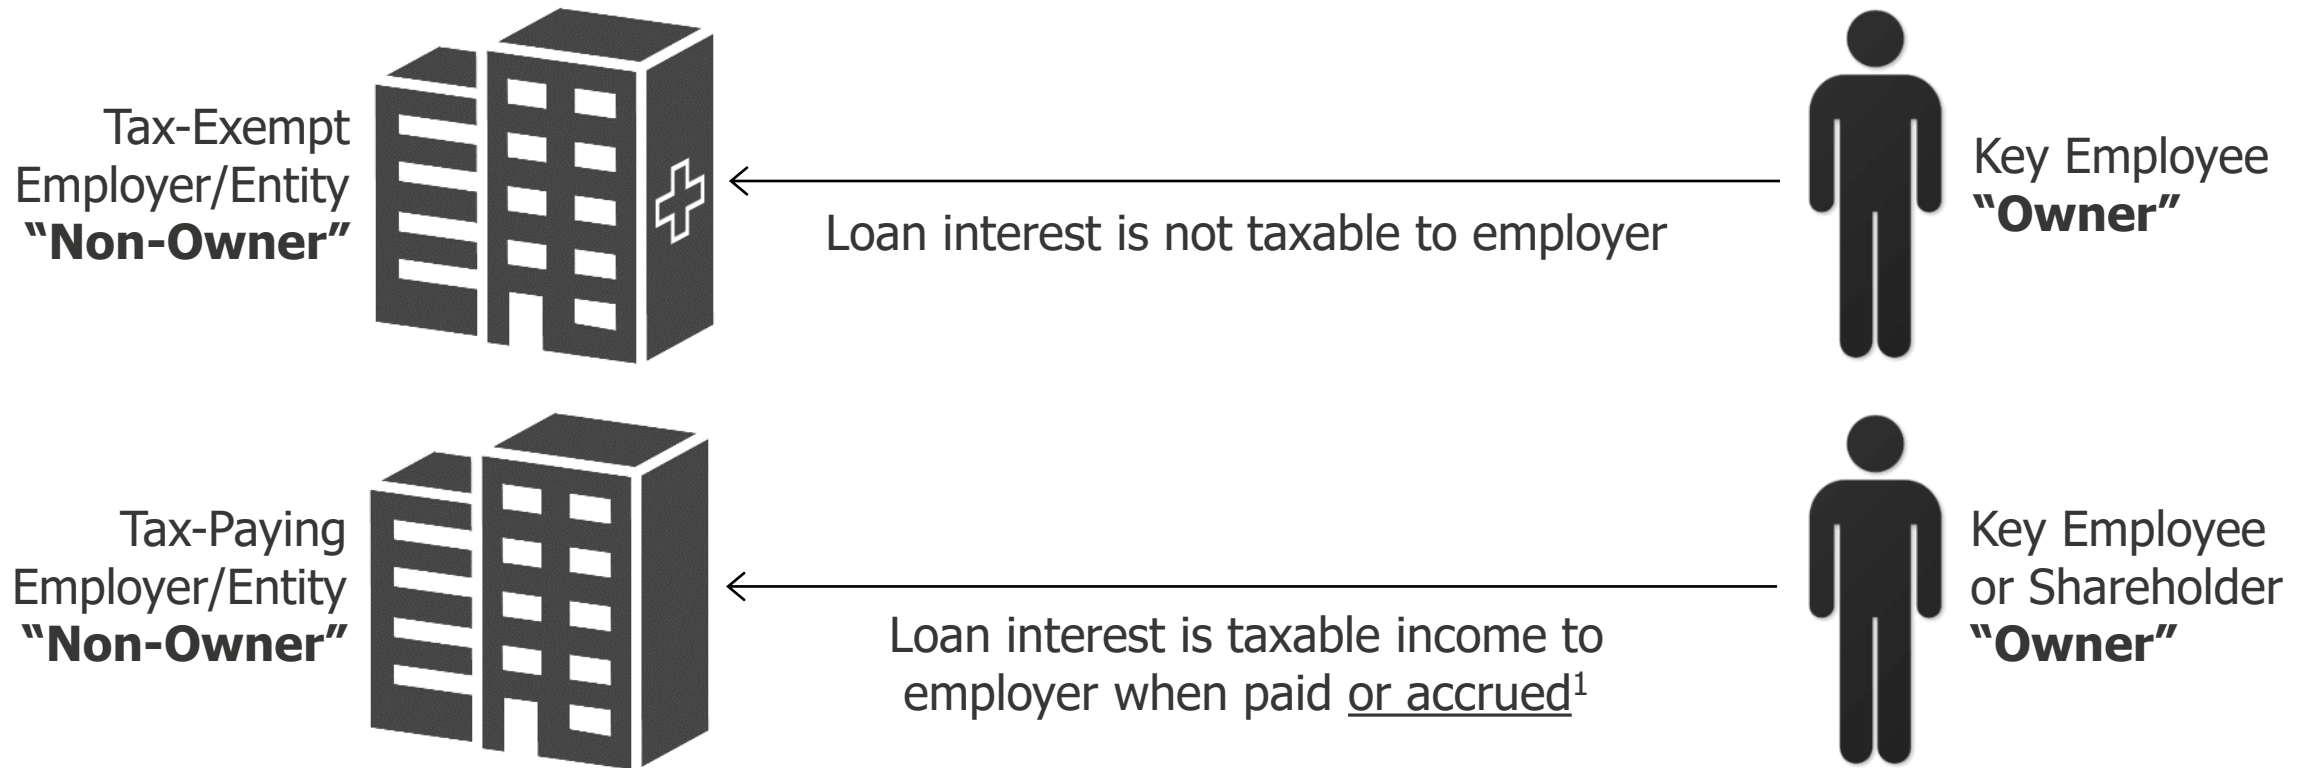 Tax-Exempt
Employer/Entity
“Non-Owner”
Loan interest is not taxable to employer
Key Employee
“Owner”
Tax-Paying
Employer/Entity
“Non-Owner”
Loan interest is taxable income to
employer when paid or accrued¹
Key Employee
or Shareholder
“Owner”